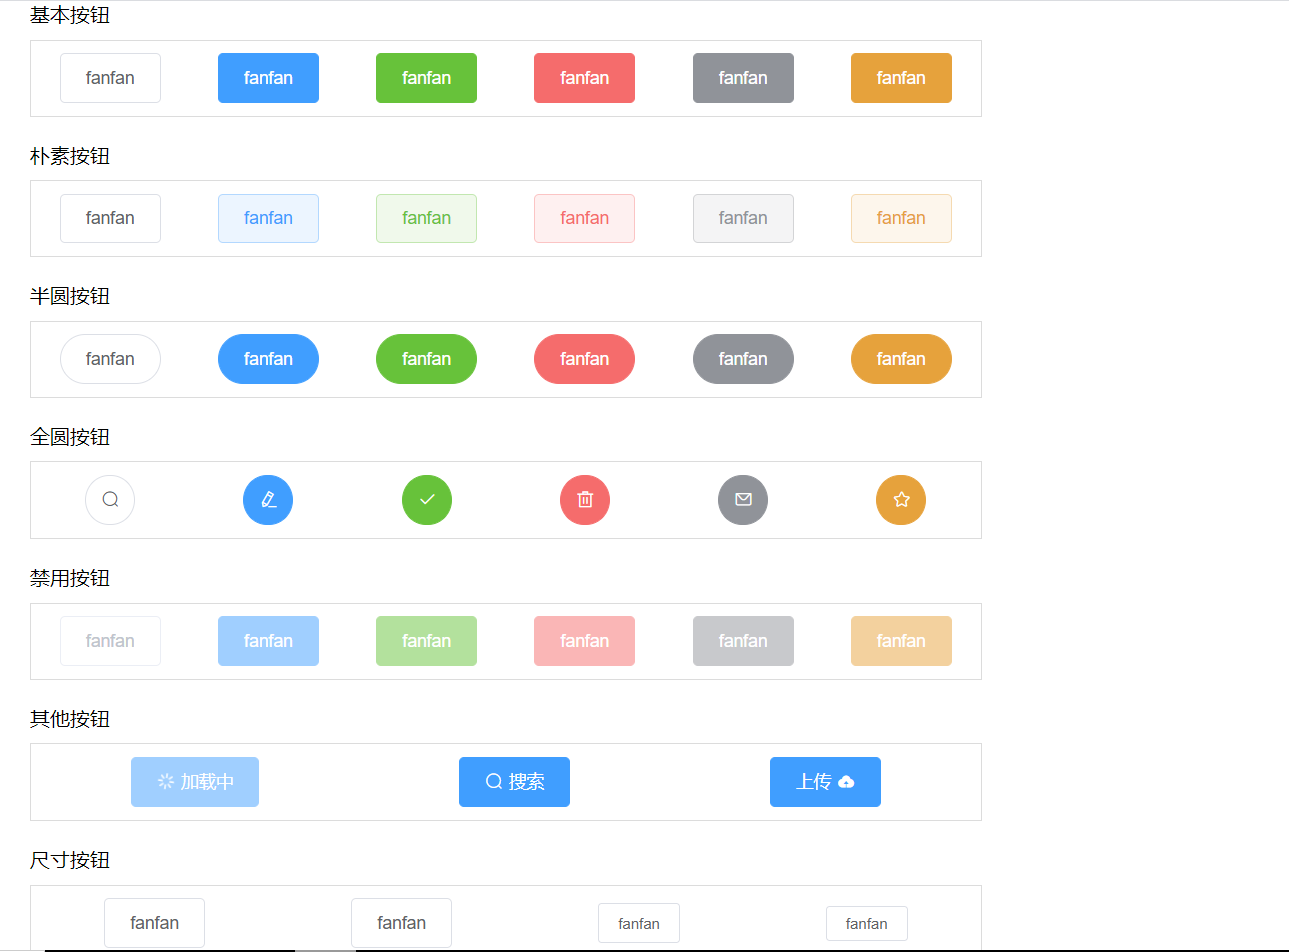 基本按钮
fanfan fanfan fanfan fanfan fanfan fanfan
朴素按钮
fanfan fanfan fanfan fanfan fanfan fanfan
半圆按钮
fanfan fanfan fanfan fanfan fanfan fanfan
全圆按钮
禁用按钮
fanfan fanfan fanfan fanfan fanfan fanfan
其他按钮
加载中 搜索 上传
尺寸按钮
fanfan fanfan fanfan fanfan